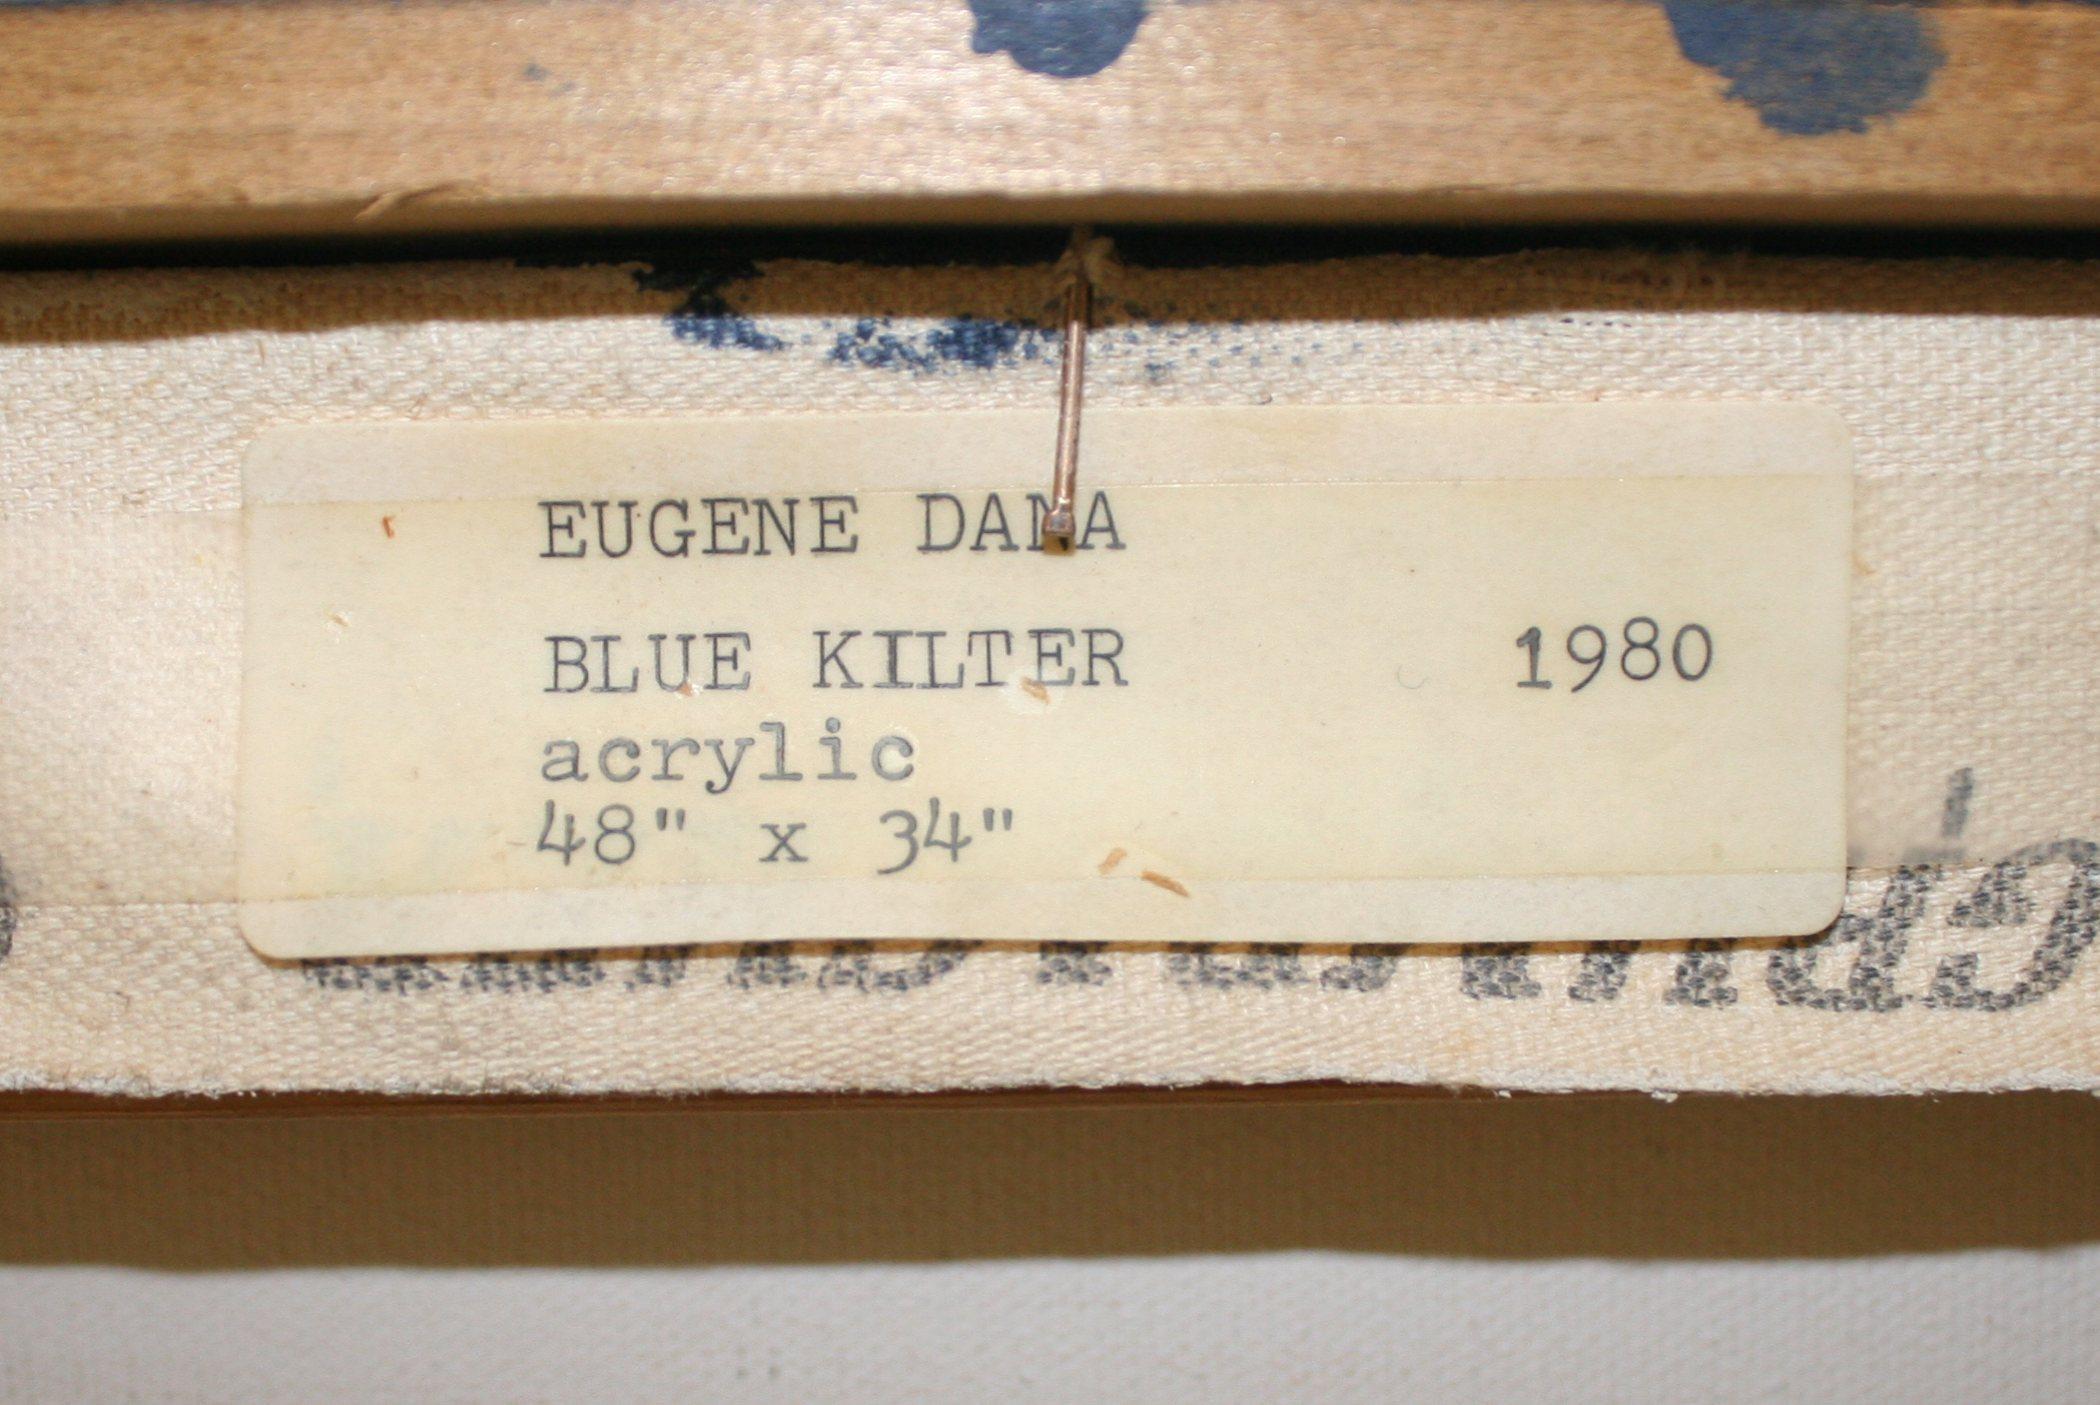 EUGENE DANA
BLUE KILTER 1980
acrylic
48" x 34"